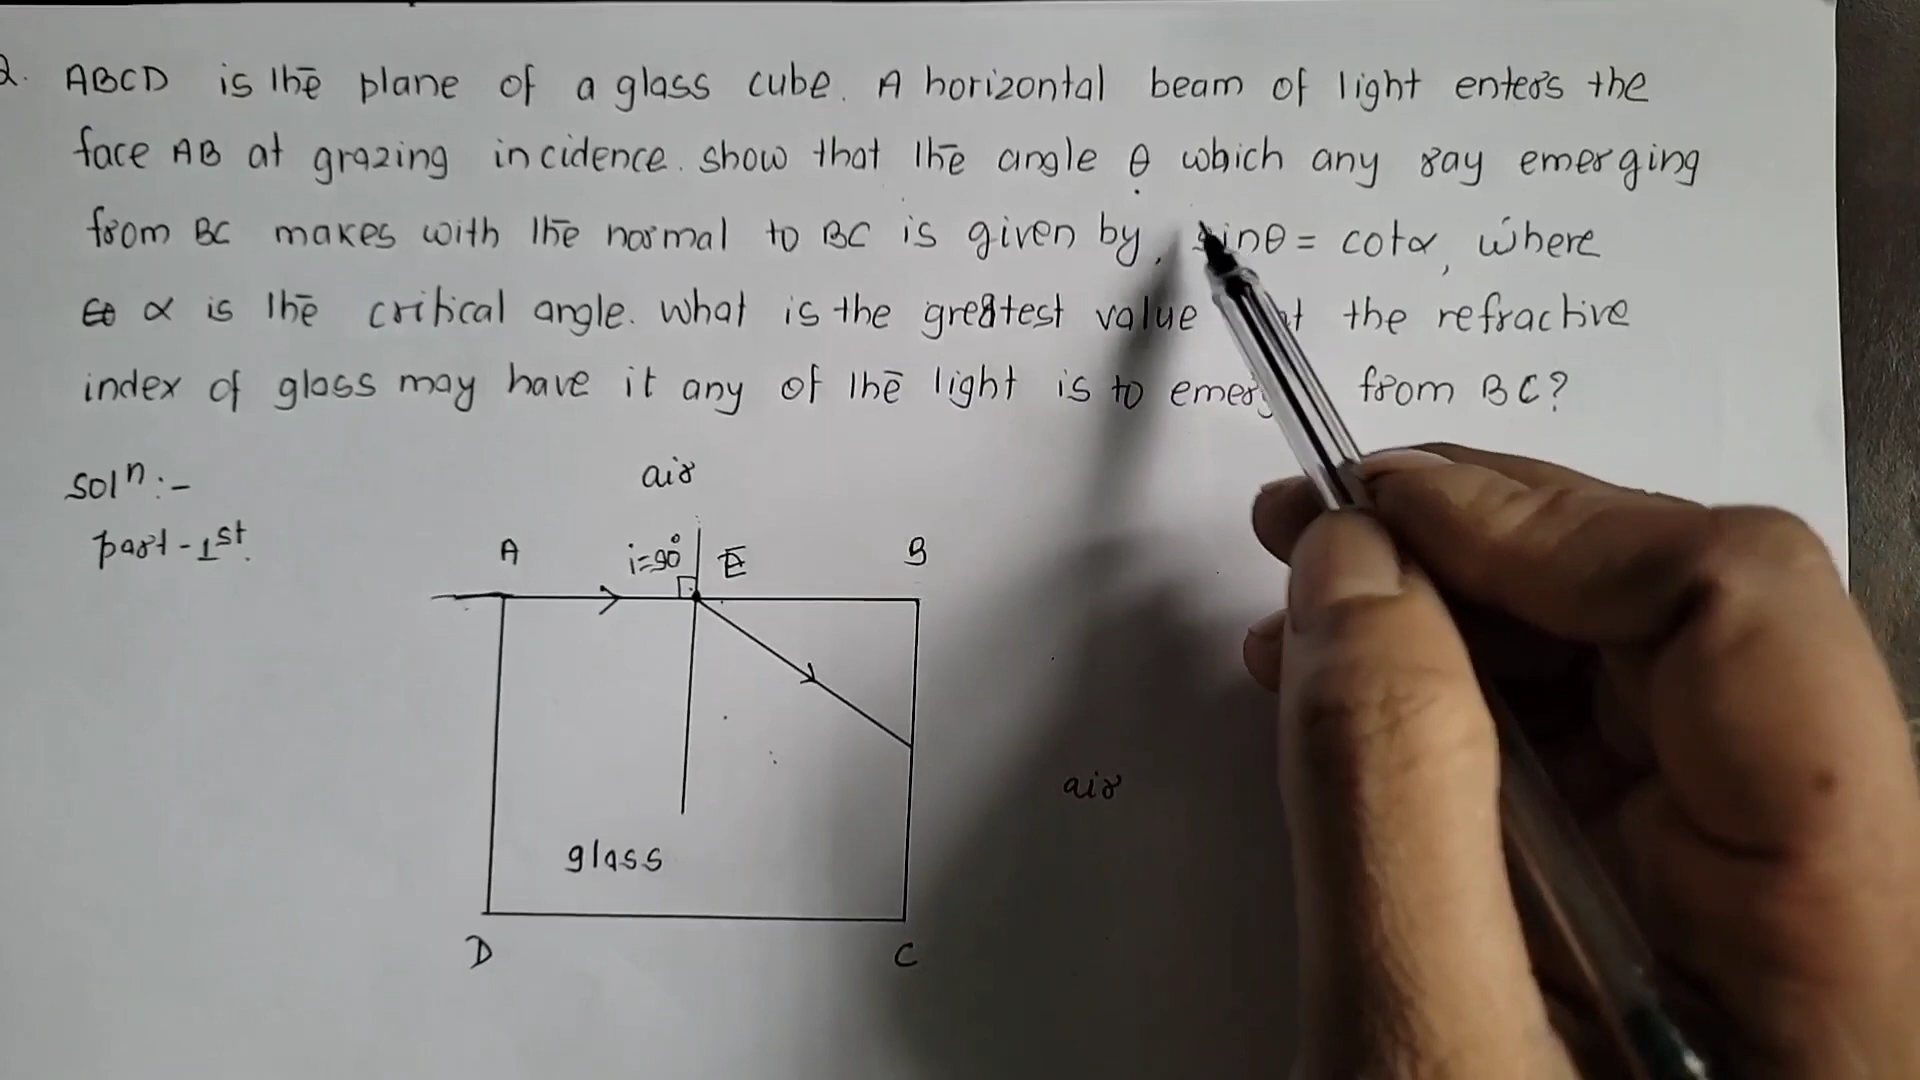 2. ABCD is the plane of a glass cube. A horizontal beam of light enters the
face AB at grazing incidence. show that the angle θ which any ray emerging
from BC makes with the normal to BC is given by, sinθ = cotα, where
α is the critical angle. what is the greatest value the refractive
index of glass may have it any of the light is to from BC?
Solⁿ:-
part-1st.
air
A
i=90°
E
B
air
glass
D
C